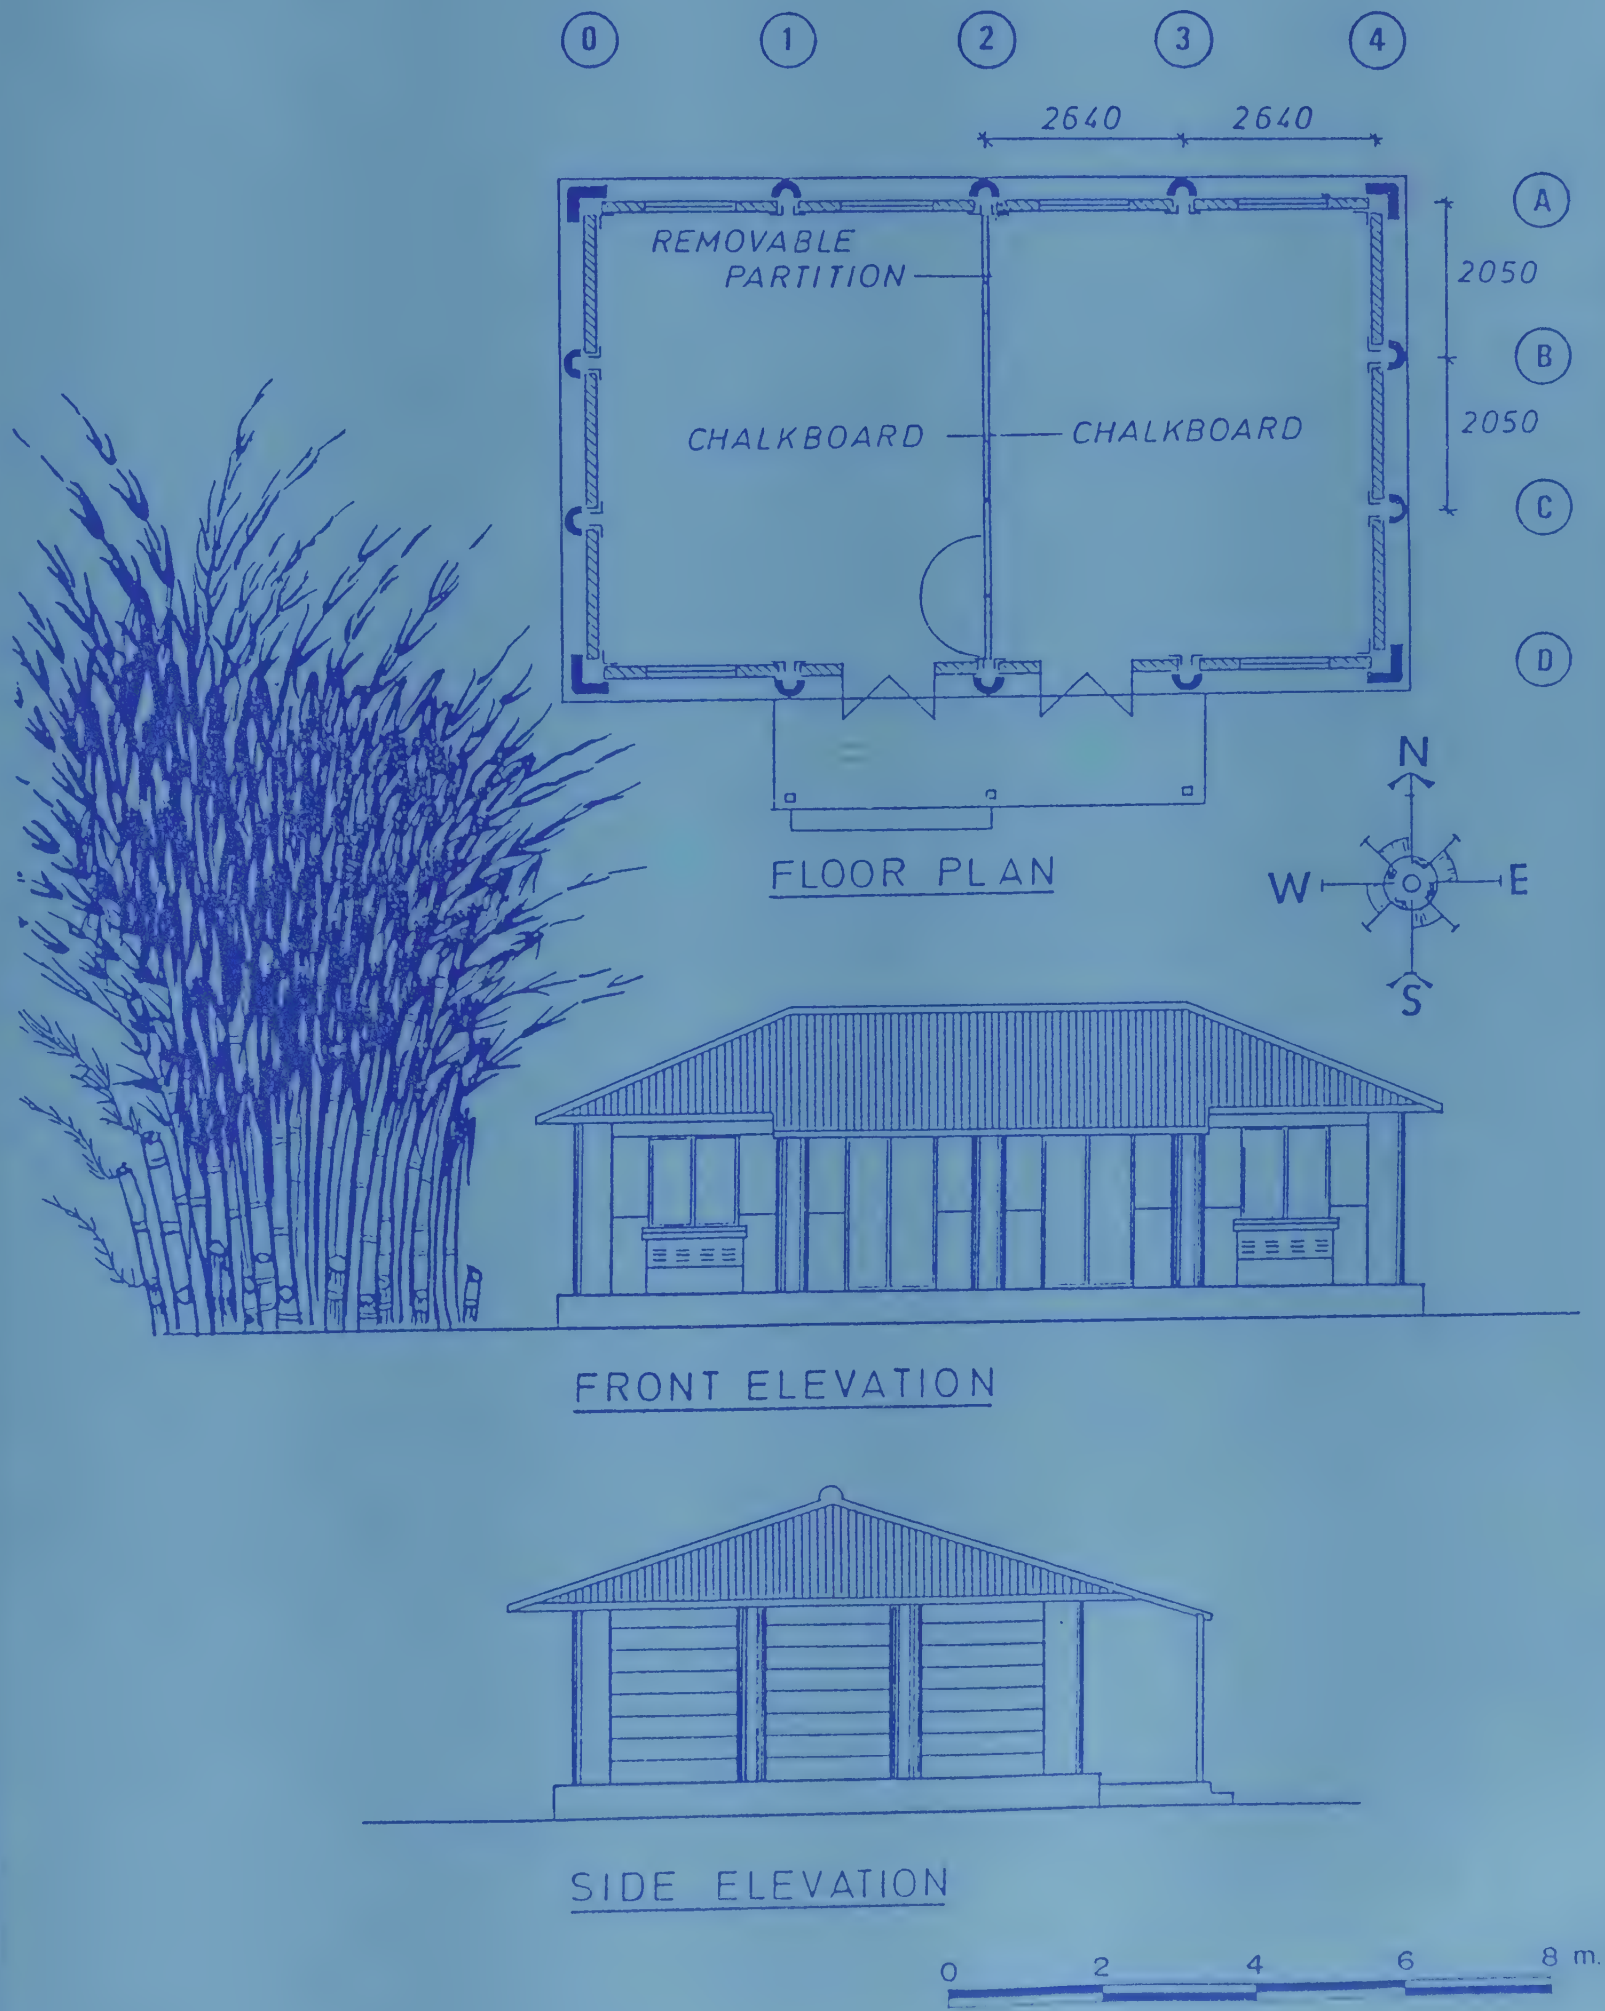 0 1 2 3 4
2640 2640
A
REMOVABLE
PARTITION
2050
B
CHALKBOARD CHALKBOARD
2050
C
D
N
W E
S
FLOOR PLAN
FRONT ELEVATION
SIDE ELEVATION
0 2 4 6 8 m.